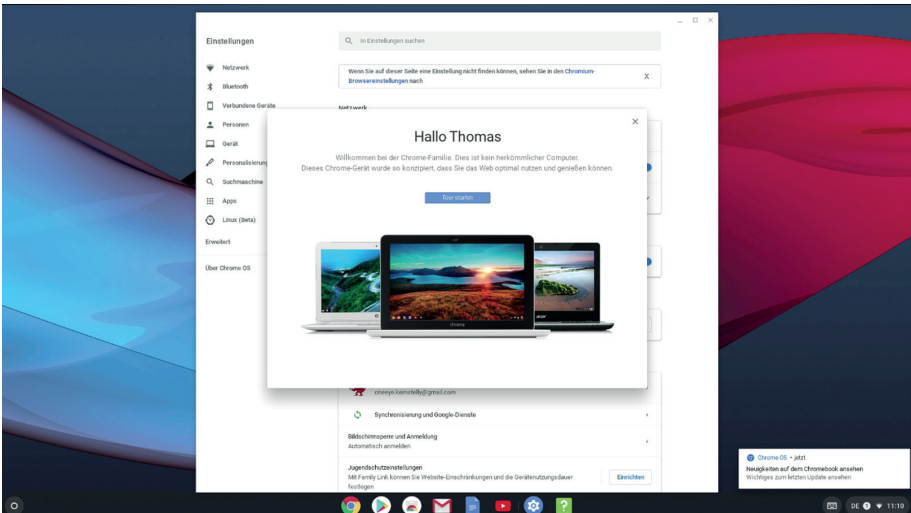 Einstellungen
In Einstellungen suchen
Netzwerk
Bluetooth
Verbundene Geräte
Personen
Gerät
Personalisierung
Suchmaschine
Apps
Linux (Beta)
Erweitert
Über Chrome OS
Wenn Sie auf dieser Seite eine Einstellung nicht finden können, sehen Sie in den Chromium-
Browsereinstellungen nach
Netzwerk
Hallo Thomas
Willkommen bei der Chrome-Familie. Dies ist kein herkömmlicher Computer.
Dieses Chrome-Gerät wurde so konzipiert, dass Sie das Web optimal nutzen und genießen können.
Tour starten
chrome
acer
Synchronisierung und Google-Dienste
Bildschirmsperre und Anmeldung
Automatisch anmelden
Jugendschutzeinstellungen
Mit Family Link können Sie Website-Einschränkungen und die Gerätenutzungsdauer
festlegen
Einrichten
Chrome OS • jetzt
Neuigkeiten auf dem Chromebook ansehen
Wichtiges zum letzten Update ansehen
DE 1 11:10